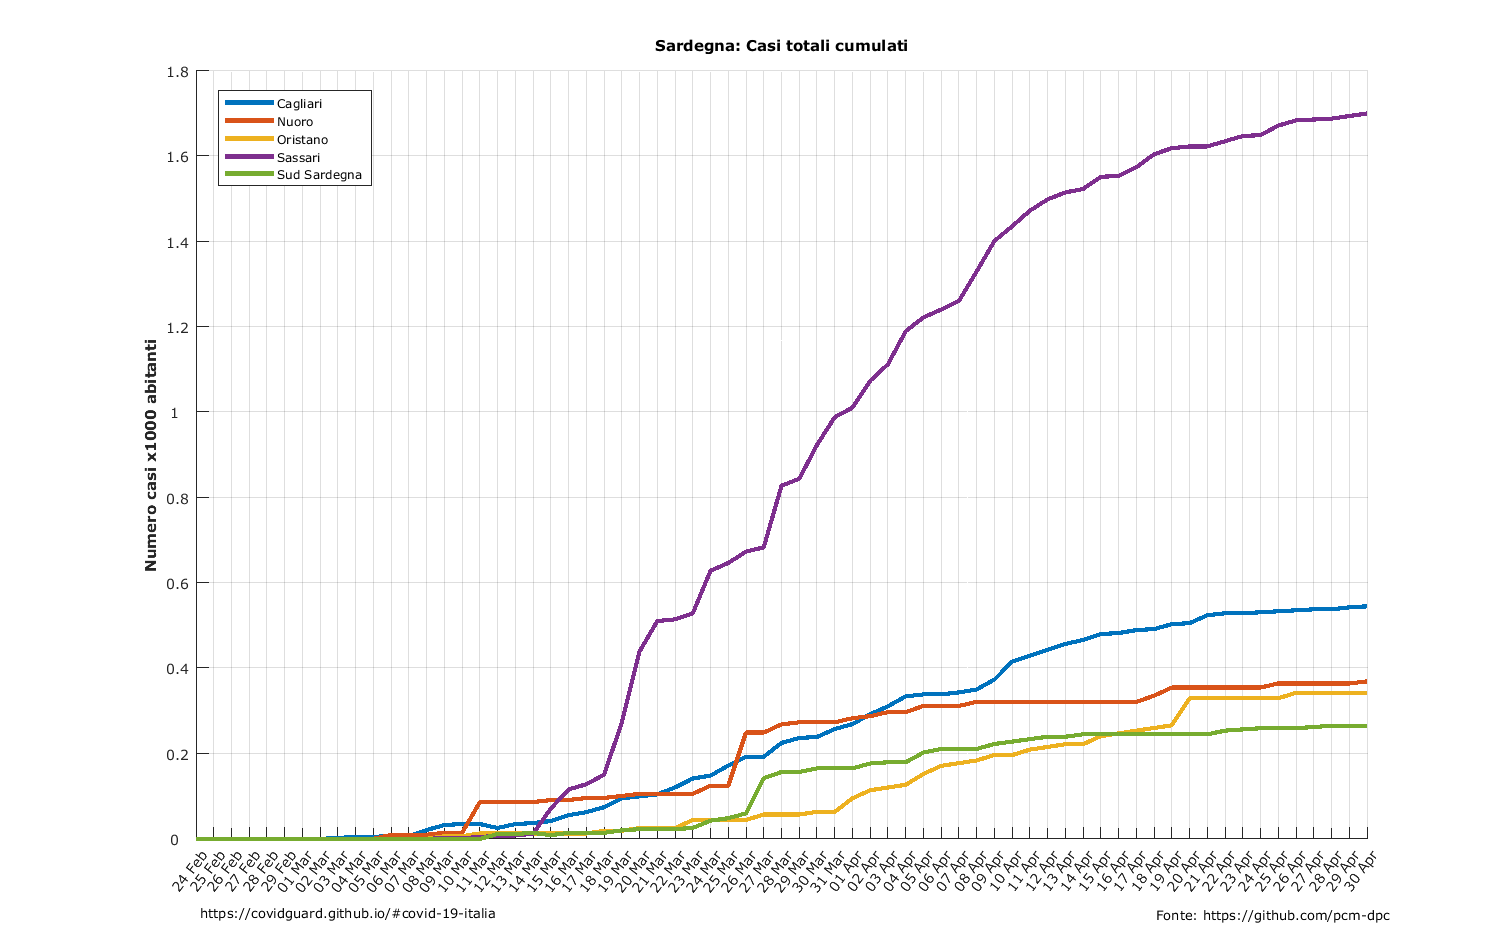 Sardegna: Casi totali cumulati
Numero casi x1000 abitanti
1.8
1.6
1.4
1.2
1
0.8
0.6
0.4
0.2
0
Cagliari
Nuoro
Oristano
Sassari
Sud Sardegna
24 Feb
25 Feb
26 Feb
27 Feb
28 Feb
29 Feb
01 Mar
02 Mar
03 Mar
04 Mar
05 Mar
06 Mar
07 Mar
08 Mar
09 Mar
10 Mar
11 Mar
12 Mar
13 Mar
14 Mar
15 Mar
16 Mar
17 Mar
18 Mar
19 Mar
20 Mar
21 Mar
22 Mar
23 Mar
24 Mar
25 Mar
26 Mar
27 Mar
28 Mar
29 Mar
30 Mar
31 Mar
01 Apr
02 Apr
03 Apr
04 Apr
05 Apr
06 Apr
07 Apr
08 Apr
09 Apr
10 Apr
11 Apr
12 Apr
13 Apr
14 Apr
15 Apr
16 Apr
17 Apr
18 Apr
19 Apr
20 Apr
21 Apr
22 Apr
23 Apr
24 Apr
25 Apr
26 Apr
27 Apr
28 Apr
29 Apr
30 Apr
https://covidguard.github.io/#covid-19-italia
Fonte: https://github.com/pcm-dpc